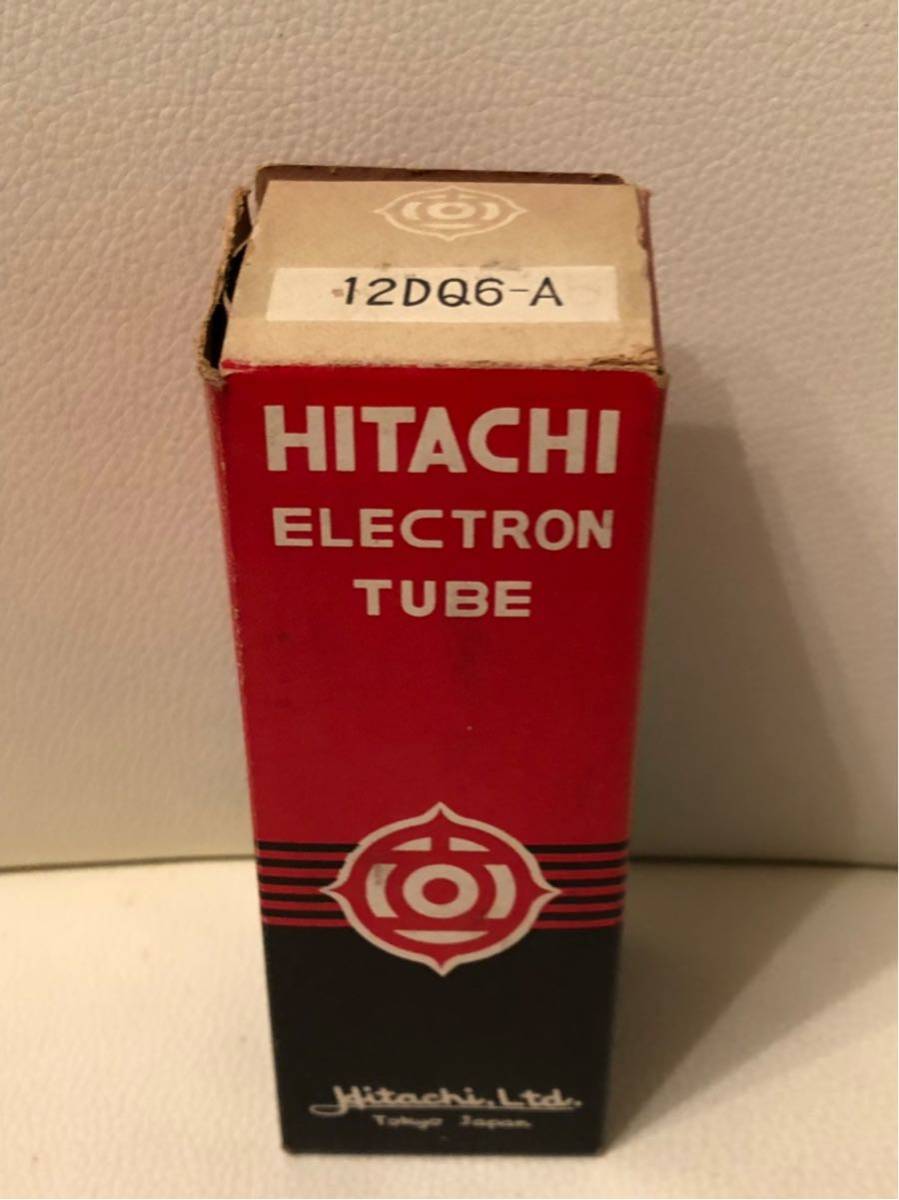 12DQ6-A
HITACHI
ELECTRON
TUBE
Hitachi, Ltd.
Tokyo Japan